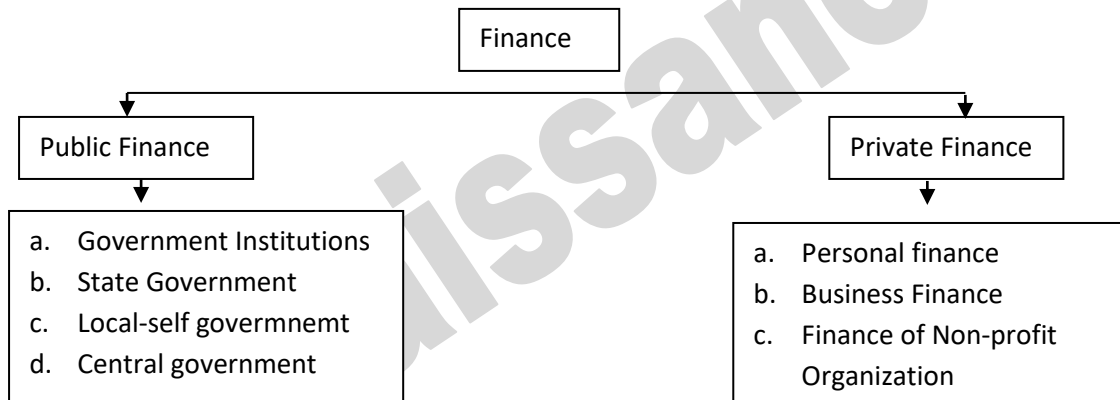 Finance
Public Finance
Private Finance
a. Government Institutions
b. State Government
c. Local-self govermnemt
d. Central government
a. Personal finance
b. Business Finance
c. Finance of Non-profit
Organization